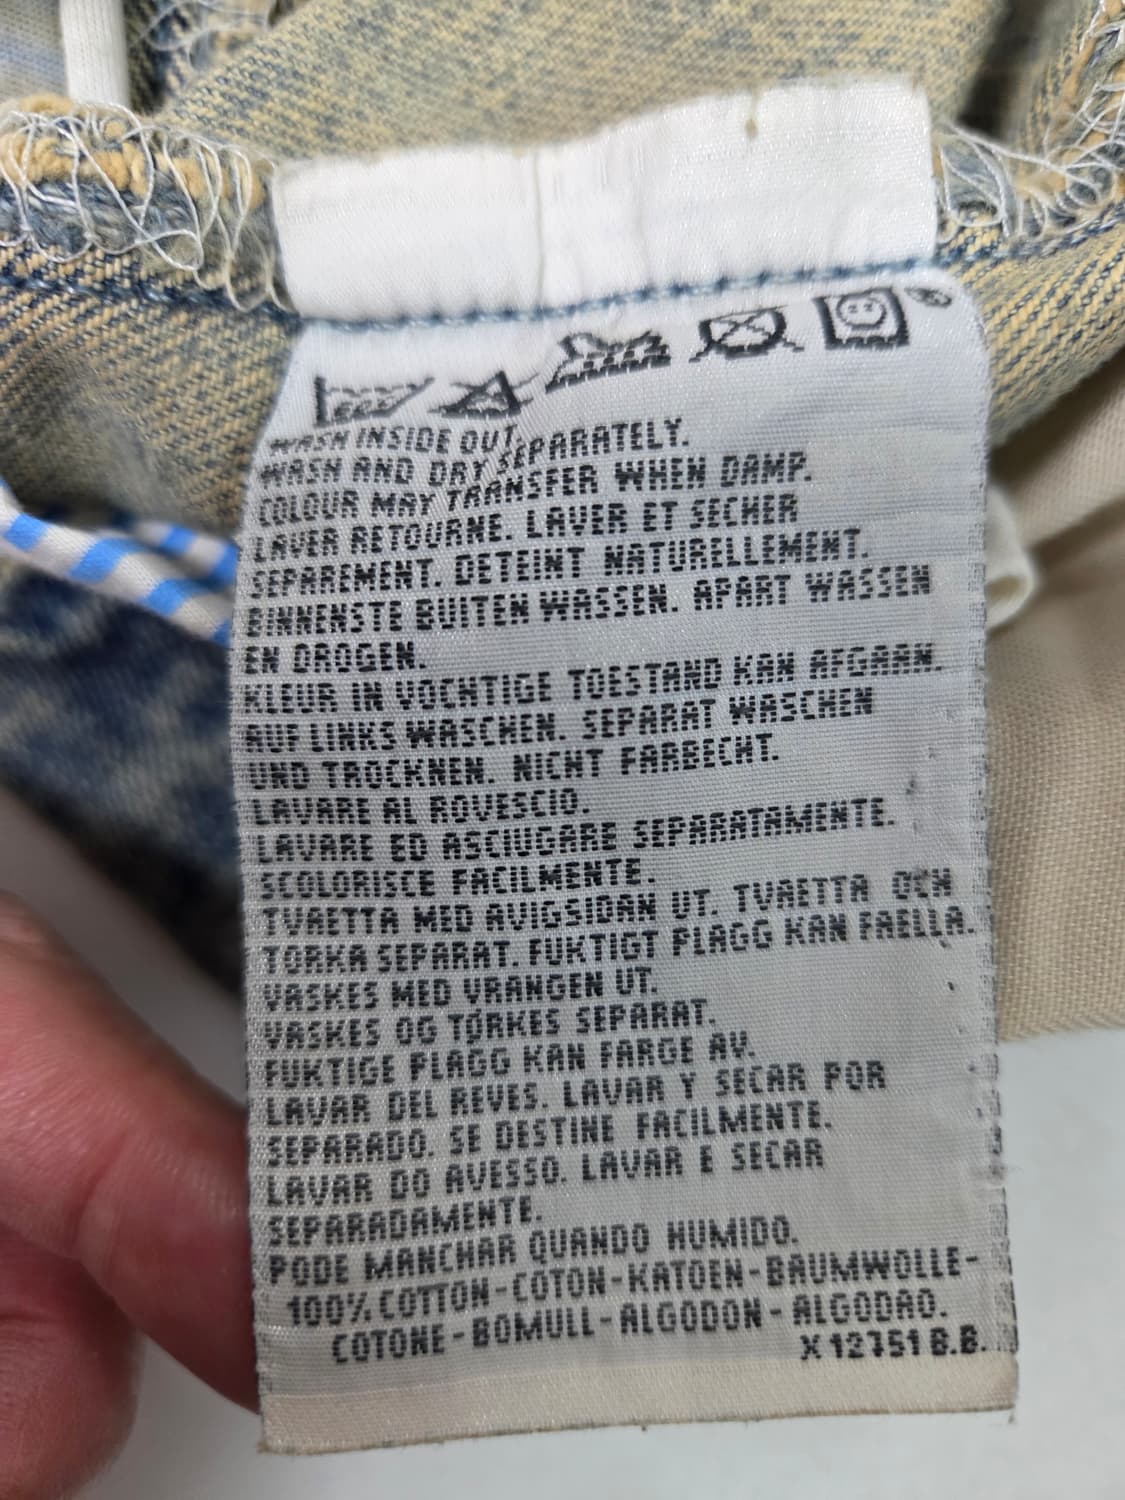 WASH INSIDE OUT.
WASH AND DRY SEPARATELY.
COLOUR MAY TRANSFER WHEN DAMP.
LAVER RETOURNE. LAVER ET SECHER
SEPAREMENT. DETEINT NATURELLEMENT.
BINNENSTE BUITEN WASSEN. APART WASSEN
EN DROGEN.
KLEUR IN VOCHTIGE TOESTAND KAN AFGAAN.
AUF LINKS WASCHEN. SEPARAT WASCHEN
UND TROCKNEN. NICHT FARBECHT.
LAVARE AL ROVESCIO.
LAVARE ED ASCIUGARE SEPARATAMENTE.
SCOLORISCE FACILMENTE.
TVAETTA MED AVIGSIDAN UT. TVAETTA OCH
TORKA SEPARAT. FUKTIGT PLAGG KAN FAELLA.
VASKES MED VRANGEN UT.
VASKES OG TØRKES SEPARAT.
FUKTIGE PLAGG KAN FARGE AV.
LAVAR DEL REVES. LAVAR Y SECAR POR
SEPARADO. SE DESTINE FACILMENTE.
LAVAR DO AVESSO. LAVAR E SECAR
SEPARADAMENTE.
PODE MANCHAR QUANDO HUMIDO.
100% COTTON-COTON-KATOEN-BAUMWOLLE-
COTONE-BOMULL-ALGODON-ALGODAO.
X 12751 B.B.